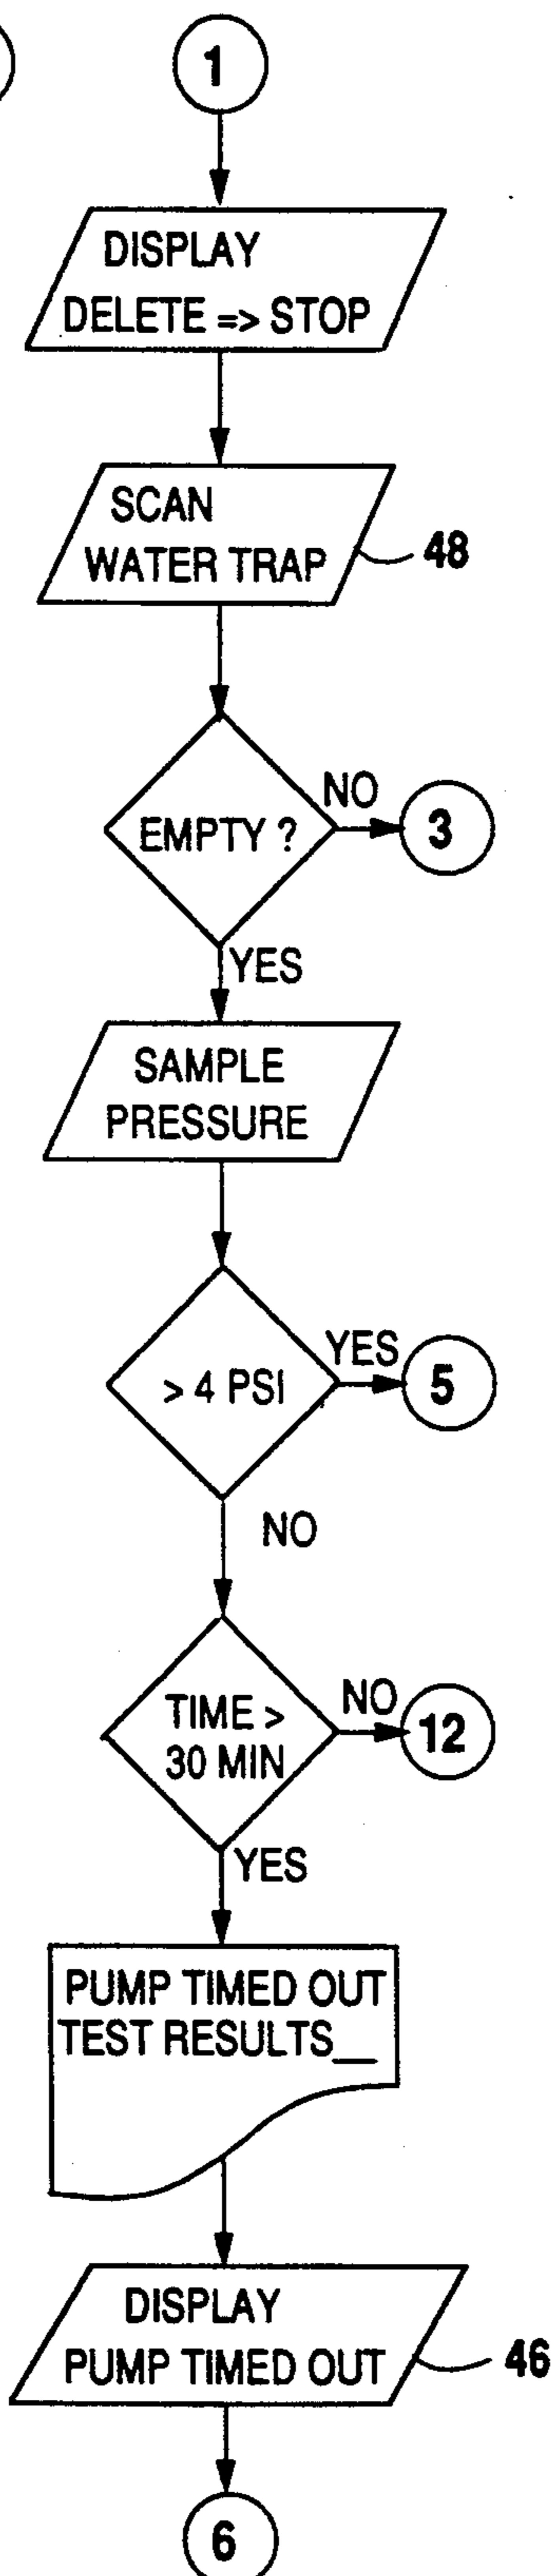 1
DISPLAY
DELETE => STOP
SCAN
WATER TRAP
48
NO
EMPTY ?
3
YES
SAMPLE
PRESSURE
YES
> 4 PSI
5
NO
NO
TIME >
30 MIN
12
YES
PUMP TIMED OUT
TEST RESULTS__
DISPLAY
PUMP TIMED OUT
46
6